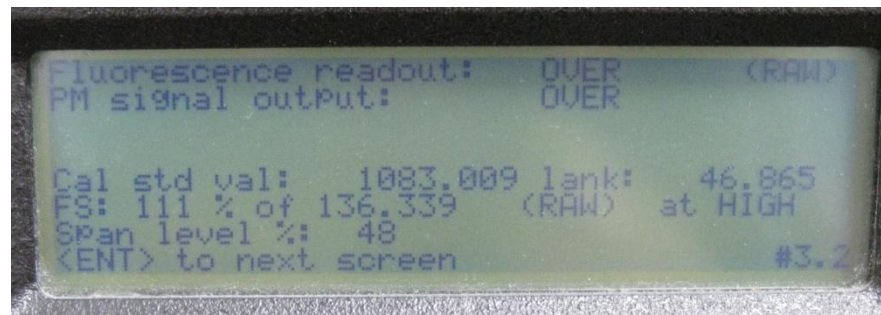 Fluorescence readout: OVER (RAW)
PM signal output: OVER
Cal std val: 1083.009 lank: 46.865
FS: 111 % of 136.339 (RAW) at HIGH
Span level %: 48
<ENT> to next screen #3.2